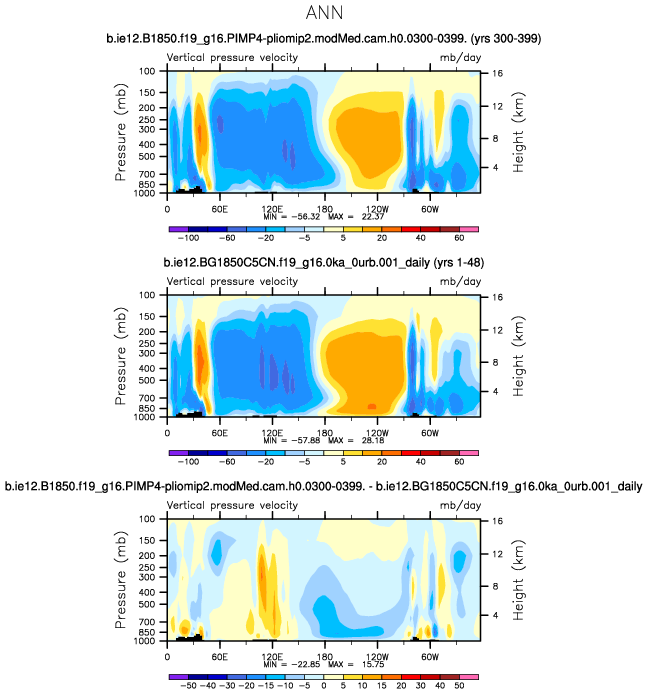 ANN
b.ie12.B1850.f19_g16.PIMP4-pliomip2.modMed.cam.h0.0300-0399. (yrs 300-399)
Vertical pressure velocity mb/day
Pressure (mb)
Height (km)
100 150 200 250 300 400 500 700 850 1000
16 12 8 4
0 60E 120E 180 120W 60W
MIN = -56.32 MAX = 22.37
-100 -60 -20 -5 5 20 40 60
b.ie12.BG1850C5CN.f19_g16.0ka_0urb.001_daily (yrs 1-48)
Vertical pressure velocity mb/day
Pressure (mb)
Height (km)
100 150 200 250 300 400 500 700 850 1000
16 12 8 4
0 60E 120E 180 120W 60W
MIN = -57.88 MAX = 28.18
-100 -60 -20 -5 5 20 40 60
b.ie12.B1850.f19_g16.PIMP4-pliomip2.modMed.cam.h0.0300-0399. - b.ie12.BG1850C5CN.f19_g16.0ka_0urb.001_daily
Vertical pressure velocity mb/day
Pressure (mb)
Height (km)
100 150 200 250 300 400 500 700 850 1000
16 12 8 4
0 60E 120E 180 120W 60W
MIN = -22.85 MAX = 15.75
-50 -40 -30 -20 -15 -10 -5 0 5 10 15 20 30 40 50